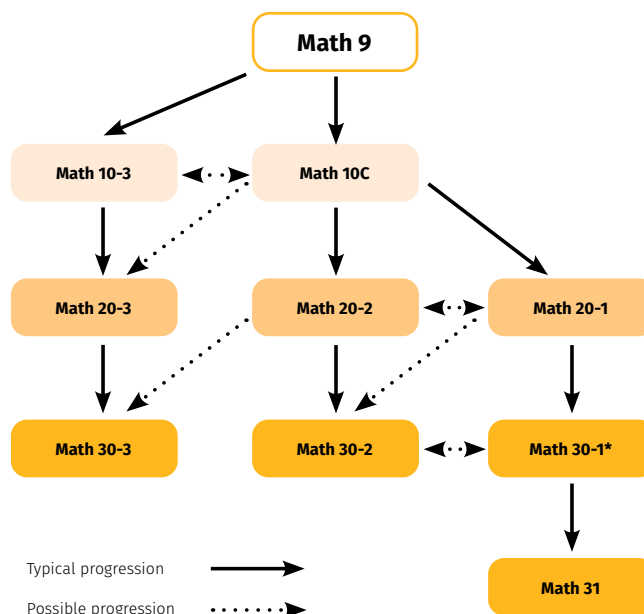 Math 9
Math 10-3
Math 10C
Math 20-3
Math 20-2
Math 20-1
Math 30-3
Math 30-2
Math 30-1*
Math 31
Typical progression
Possible progression